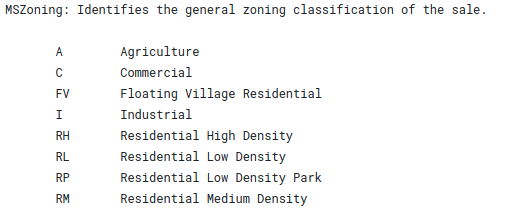 MSZoning: Identifies the general zoning classification of the sale.
A Agriculture
C Commercial
FV Floating Village Residential
I Industrial
RH Residential High Density
RL Residential Low Density
RP Residential Low Density Park
RM Residential Medium Density